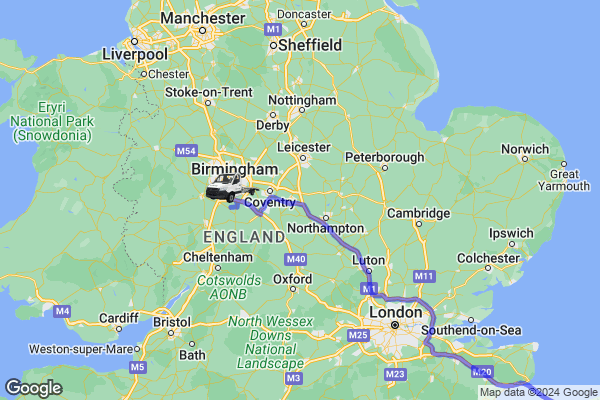 Manchester
Doncaster
M1
Liverpool
Sheffield
Chester
Eryri
National Park
(Snowdonia)
Stoke-on-Trent
Nottingham
Derby
M54
Leicester
Norwich
Birmingham
Peterborough
Great
Yarmouth
Coventry
Northampton
Cambridge
ENGLAND
Ipswich
M40
Luton
Cheltenham
M11
Colchester
Cotswolds
AONB
Oxford
M1
M4
Cardiff
London
North Wessex
Downs
National
Landscape
Southend-on-Sea
Bristol
M25
Weston-super-Mare
Bath
M5
M20
M3
M23
Google
Map data ©2024 Google